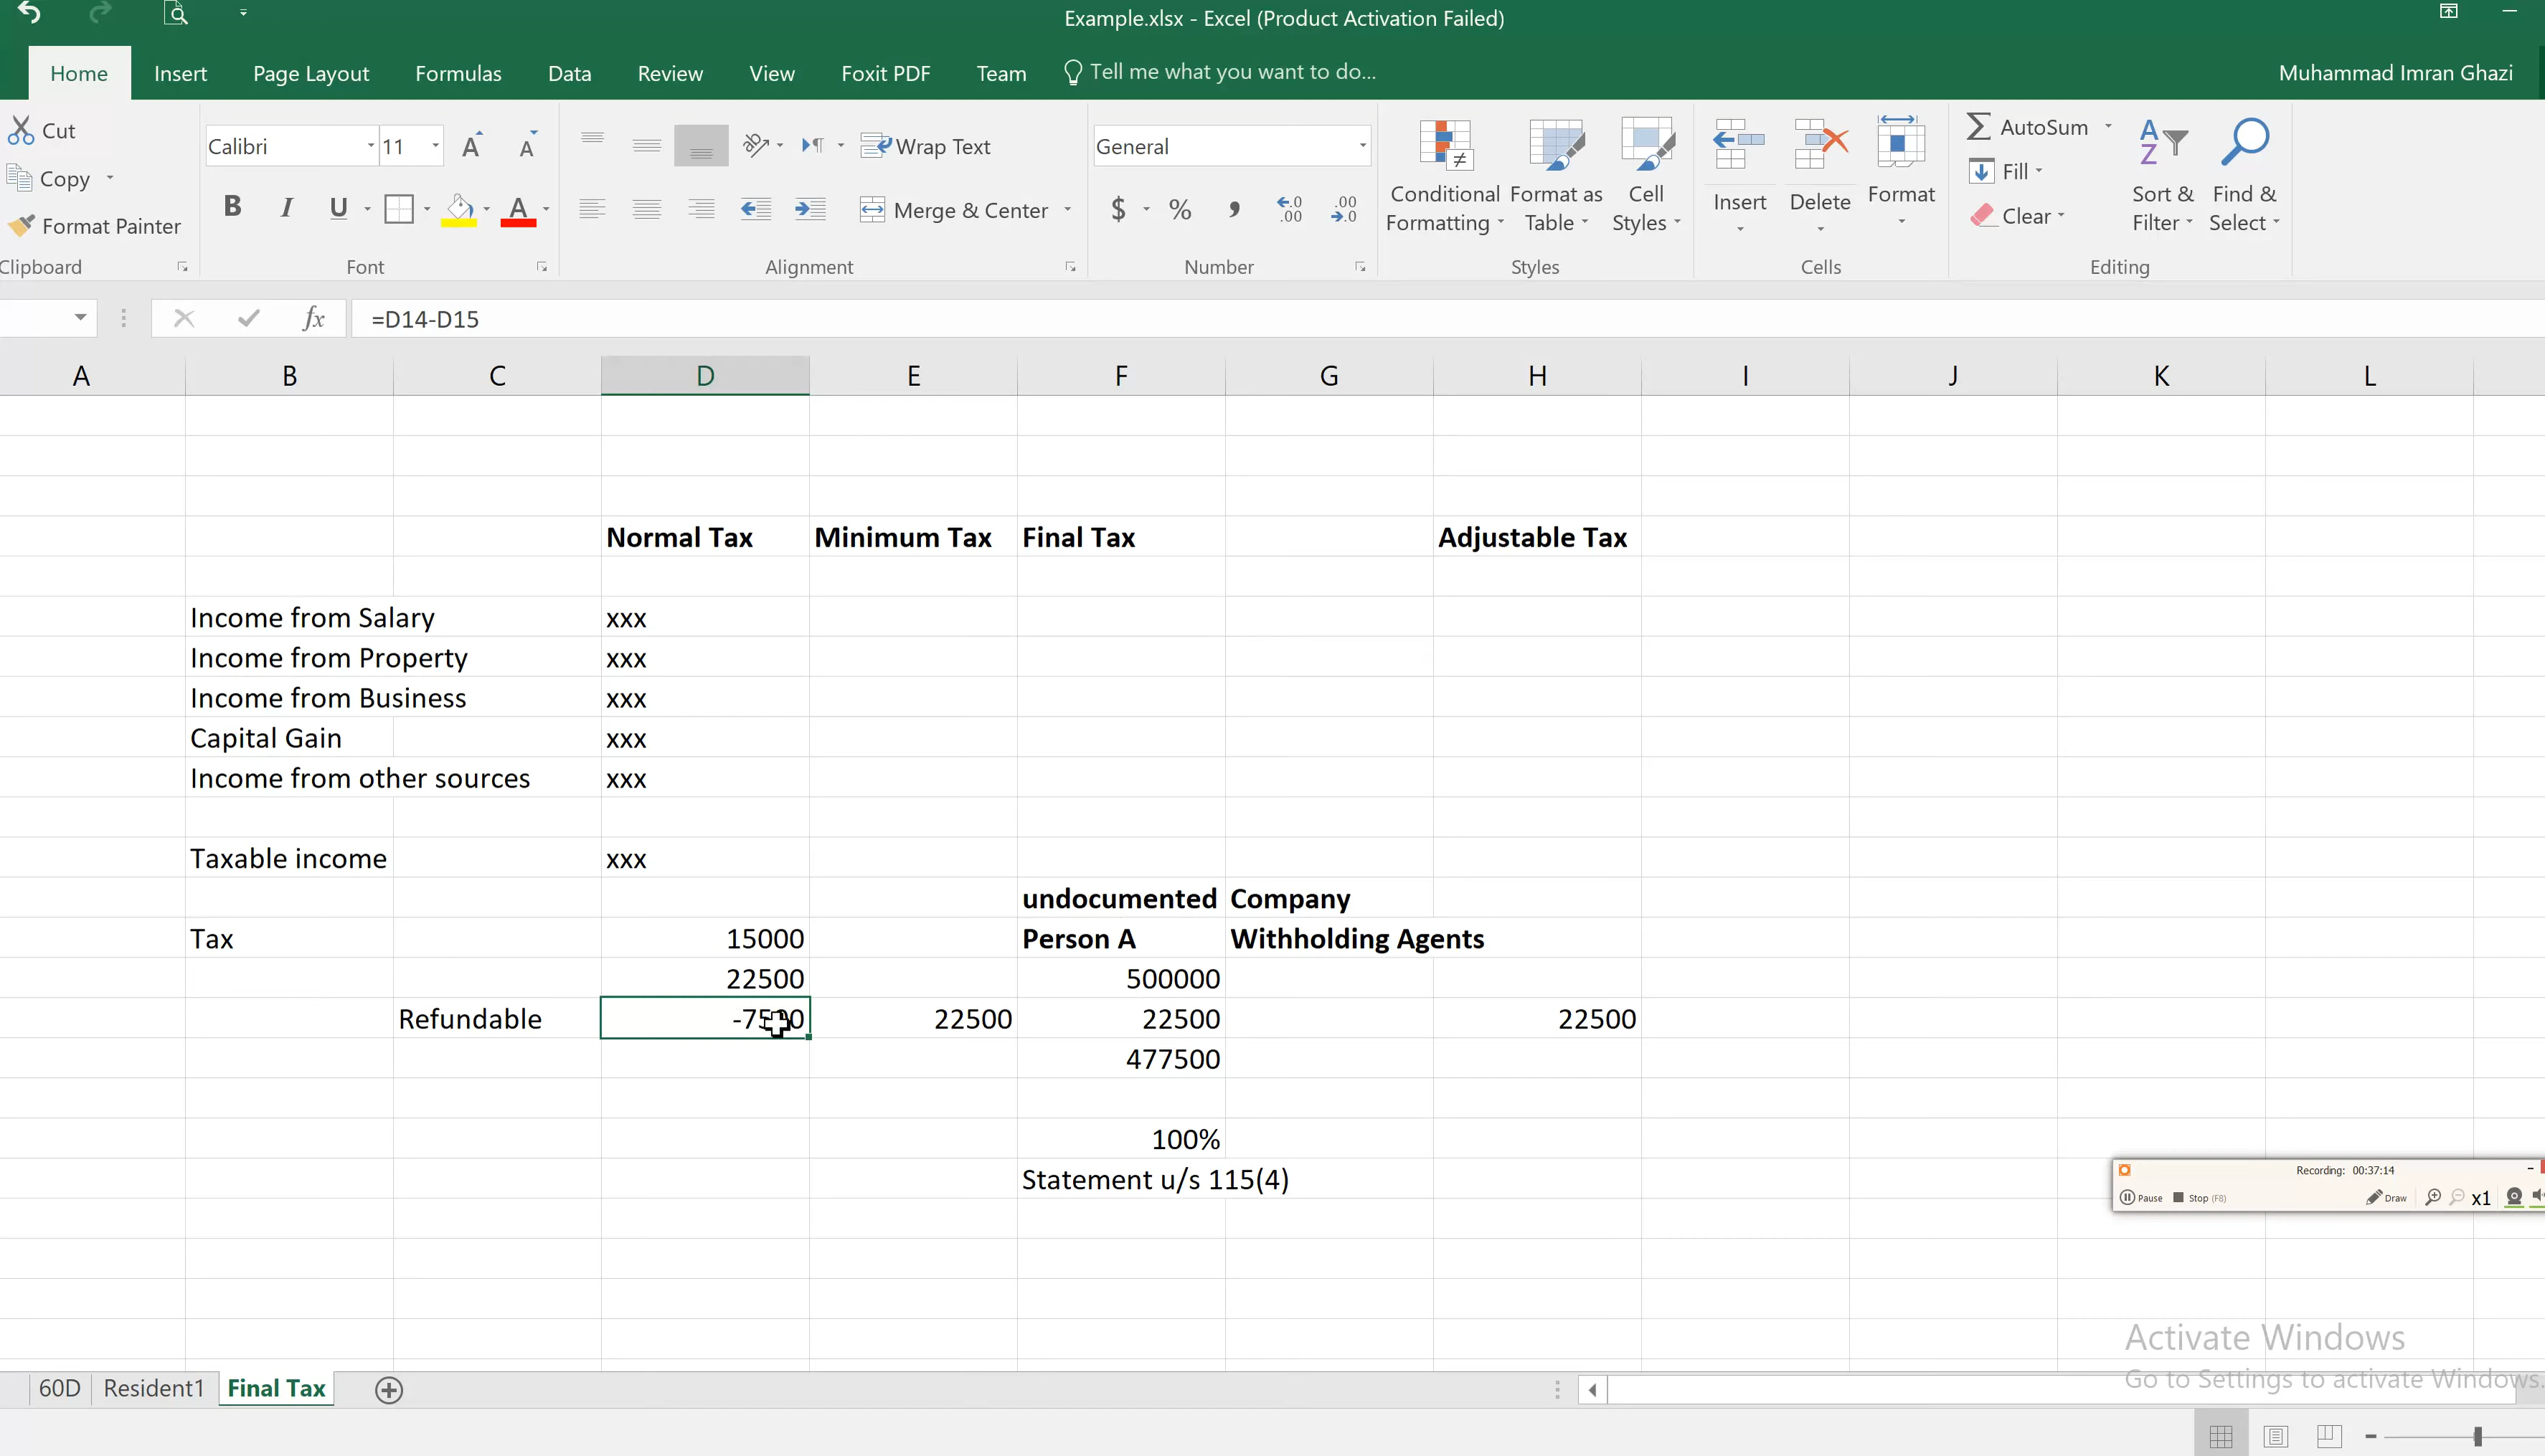 Example.xlsx - Excel (Product Activation Failed)
Home Insert Page Layout Formulas Data Review View Foxit PDF Team Tell me what you want to do... Muhammad Imran Ghazi
Cut
Copy
Format Painter
Clipboard
Calibri 11
B I U A
Font
Wrap Text
Merge & Center
Alignment
General
$ % , .00 .00
Number
Conditional Formatting
Format as Table
Cell Styles
Styles
Insert Delete Format
Cells
AutoSum
Fill
Clear
Sort & Filter
Find & Select
Editing
fx =D14-D15
A B C D E F G H I J K L
Normal Tax Minimum Tax Final Tax Adjustable Tax
Income from Salary xxx
Income from Property xxx
Income from Business xxx
Capital Gain xxx
Income from other sources xxx
Taxable income xxx
undocumented Company
Tax 15000 Person A Withholding Agents
22500 500000
Refundable -7500 22500 22500 22500
477500
100%
Statement u/s 115(4)
Recording: 00:37:14
Pause Stop (F8) Draw x1
Activate Windows
Go to Settings to activate Windows.
60D Resident1 Final Tax